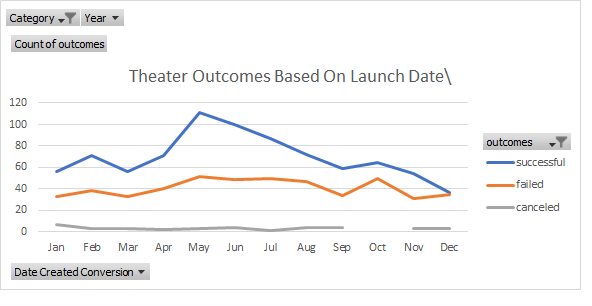 Category Year
Count of outcomes
Theater Outcomes Based On Launch Date\
120
100
80
60
40
20
0
Jan Feb Mar Apr May Jun Jul Aug Sep Oct Nov Dec
outcomes
successful
failed
canceled
Date Created Conversion